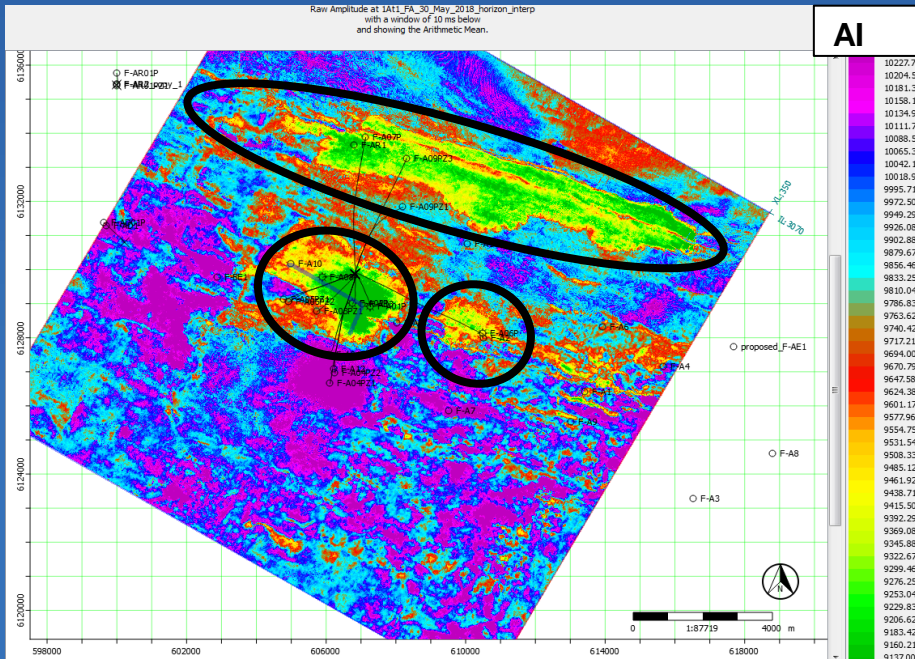 Raw Amplitude at 1At1_FA_30_May_2018_horizon_interp
with a window of 10 ms below
and showing the Arithmetic Mean.
AI
6136000
6132000
6128000
6124000
6120000
598000
602000
606000
610000
614000
618000
F-AR01P
F-A07P
F-AR1
F-A09PZ3
F-A09PZ1
XL:350
IL:3070
F-A10
F-A03PZ1
F-A04PZ1
F-A6
proposed_F-AE1
F-A4
F-A7
F-A1
F-A9
F-A8
F-A3
N
0
1:87719
4000 m
10227.7
10204.5
10181.3
10158.1
10134.9
10111.7
10088.5
10065.3
10042.1
10018.9
9995.71
9972.50
9949.29
9926.08
9902.88
9879.67
9856.46
9833.25
9810.04
9786.83
9763.62
9740.42
9717.21
9694.00
9670.79
9647.58
9624.38
9601.17
9577.96
9554.75
9531.54
9508.33
9485.12
9461.92
9438.71
9415.50
9392.29
9369.08
9345.88
9322.67
9299.46
9276.25
9253.04
9229.83
9206.62
9183.42
9160.21
9137.00